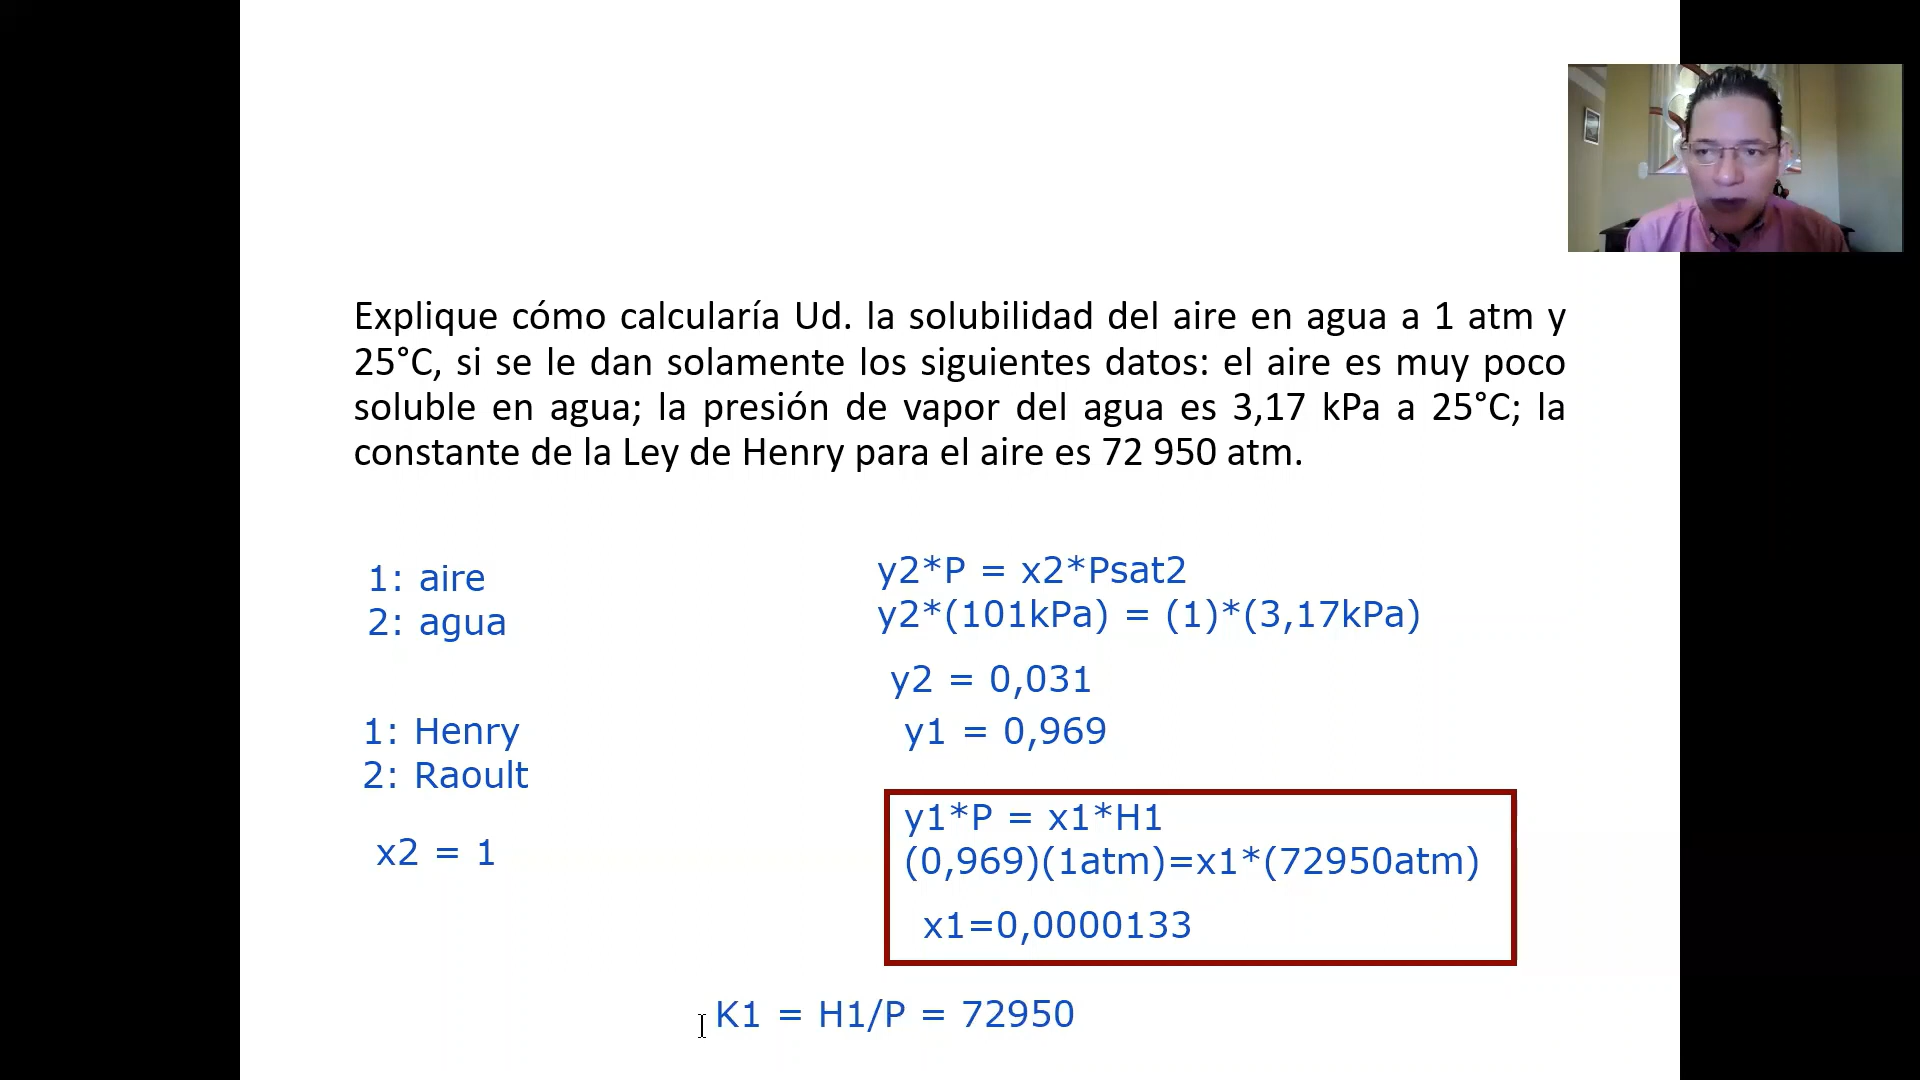 Explique cómo calcularía Ud. la solubilidad del aire en agua a 1 atm y
25°C, si se le dan solamente los siguientes datos: el aire es muy poco
soluble en agua; la presión de vapor del agua es 3,17 kPa a 25°C; la
constante de la Ley de Henry para el aire es 72 950 atm.
1: aire
2: agua
1: Henry
2: Raoult
x2 = 1
y2*P = x2*Psat2
y2*(101kPa) = (1)*(3,17kPa)
y2 = 0,031
y1 = 0,969
y1*P = x1*H1
(0,969)(1atm)=x1*(72950atm)
x1=0,0000133
K1 = H1/P = 72950